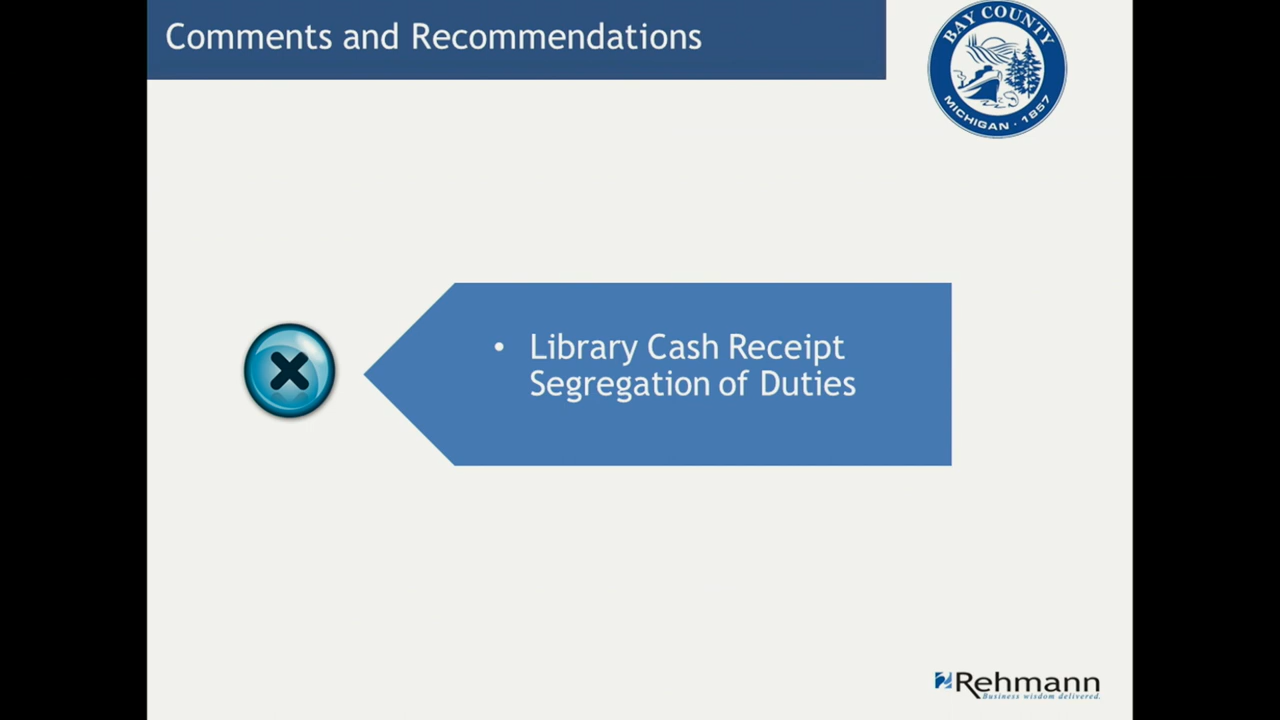 Comments and Recommendations
BAY COUNTY
MICHIGAN · 1857
• Library Cash Receipt
Segregation of Duties
Rehmann
Business wisdom delivered.